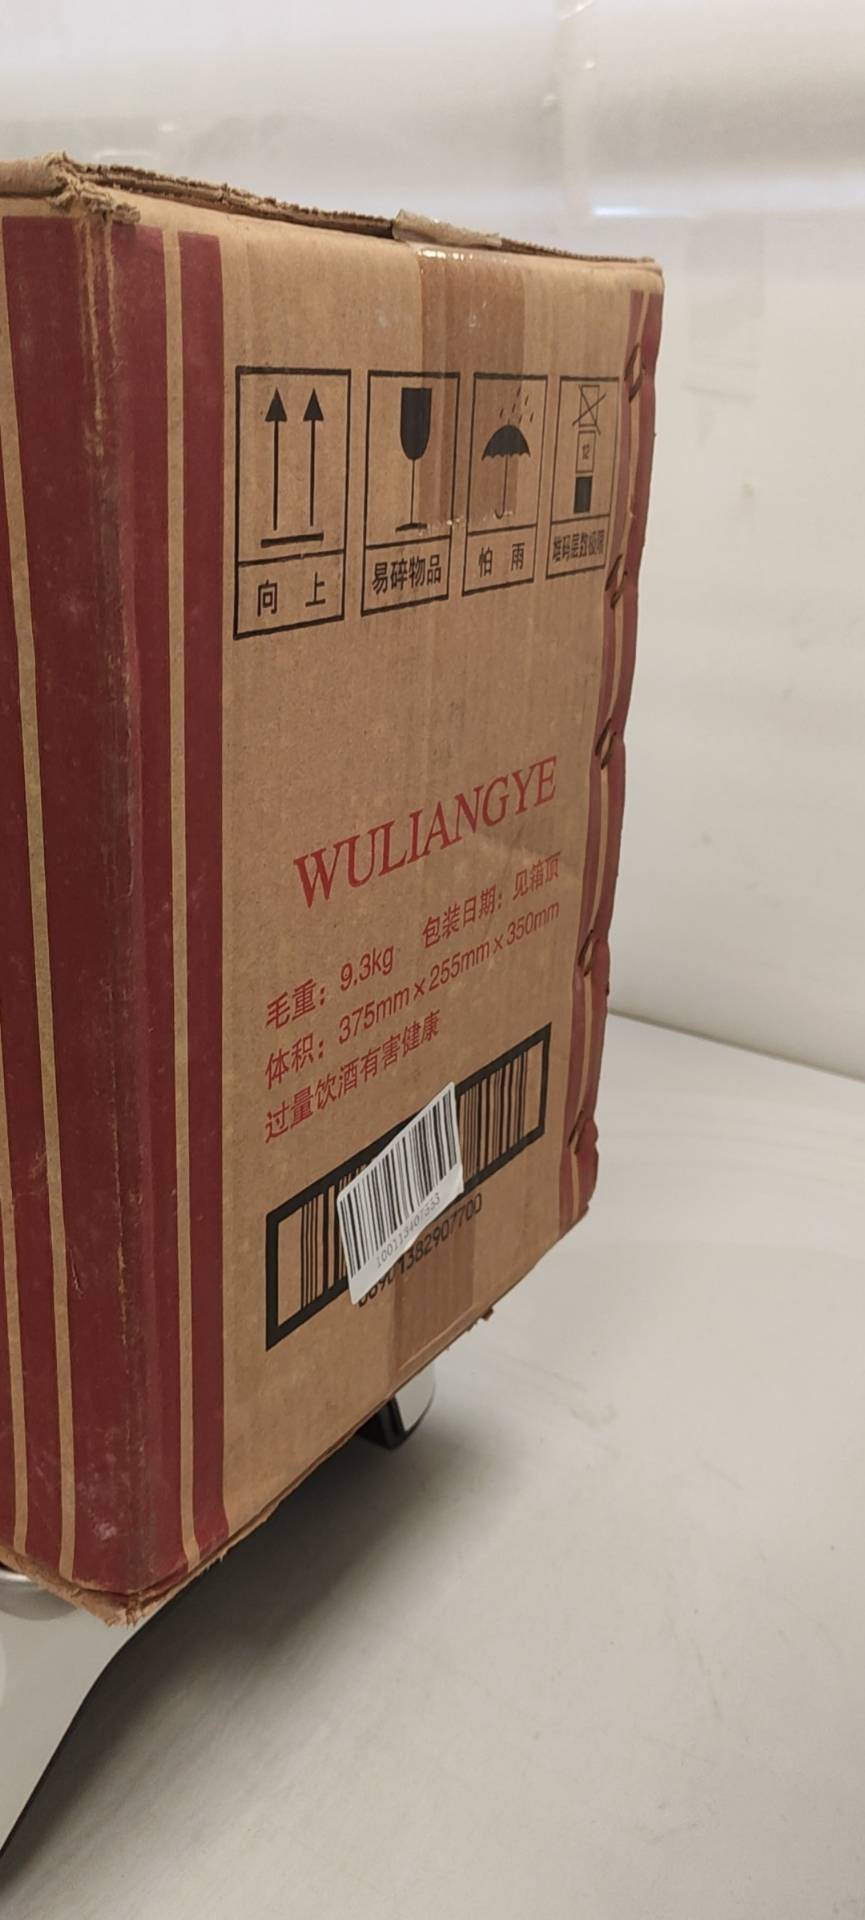 向上
易碎物品
怕雨
12
堆码层数极限
WULIANGYE
毛重：9.3kg 包装日期：见箱顶
体积：375mm×255mm×350mm
过量饮酒有害健康